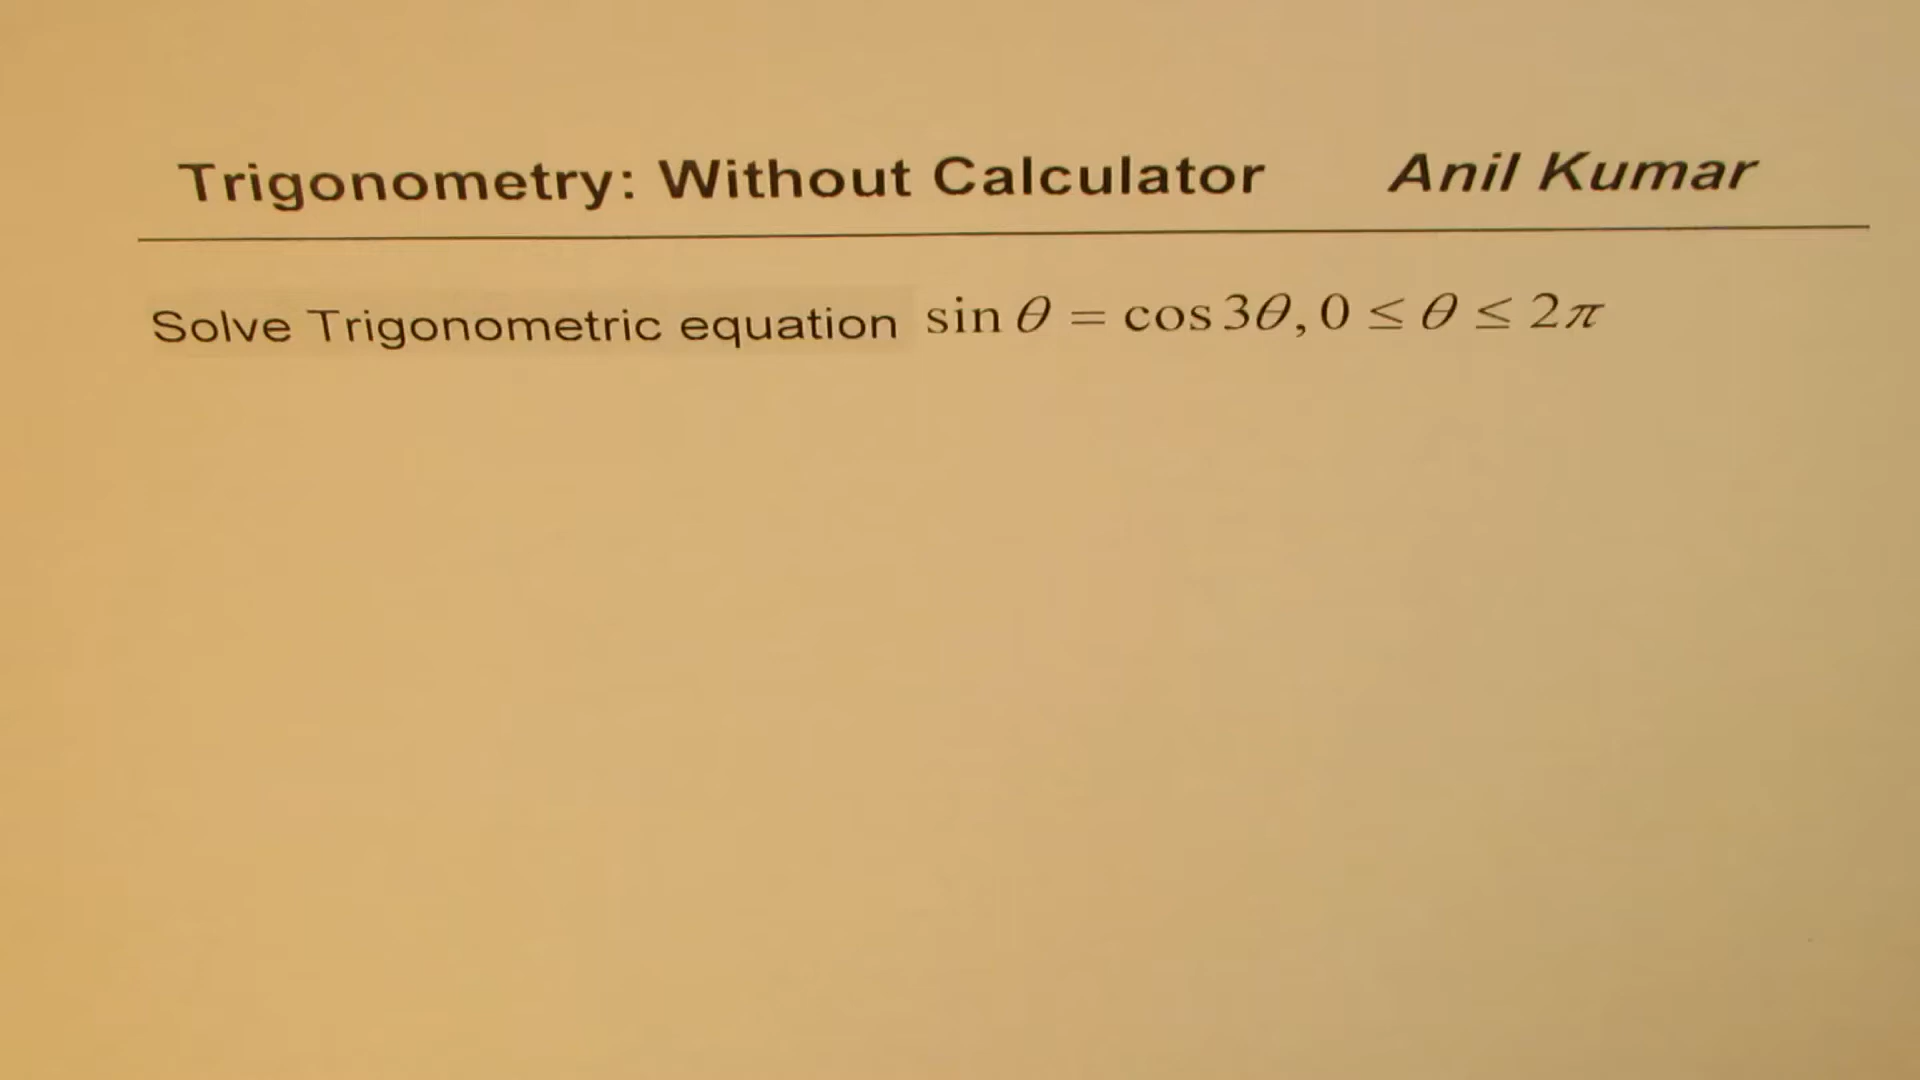 Trigonometry: Without Calculator Anil Kumar
Solve Trigonometric equation sin θ = cos 3θ, 0 ≤ θ ≤ 2π